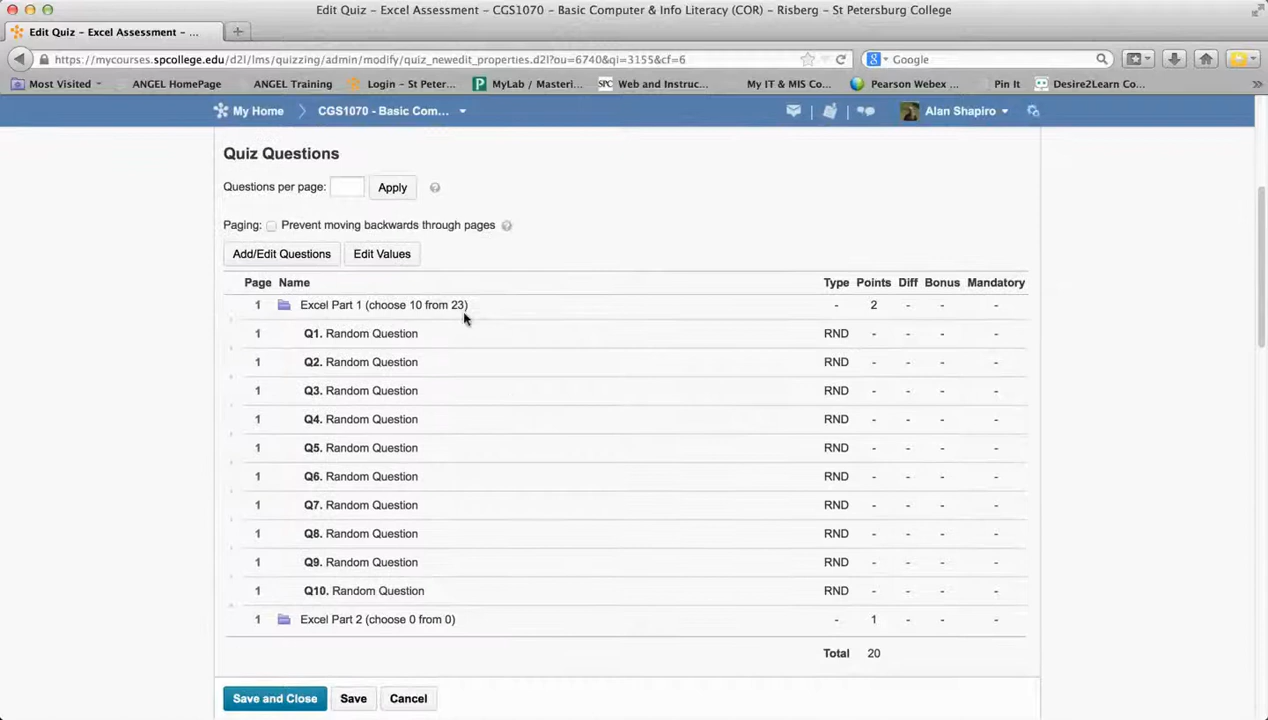 Edit Quiz – Excel Assessment – CGS1070 – Basic Computer & Info Literacy (COR) – Risberg – St Petersburg College
Edit Quiz – Excel Assessment – ...
https://mycourses.spcollege.edu/d2l/lms/quizzing/admin/modify/quiz_newedit_properties.d2l?ou=6740&qi=3155&cf=6
Google
Most Visited ANGEL HomePage ANGEL Training Login – St Peter... MyLab / Masteri... SPC Web and Instruc... My IT & MIS Co... Pearson Webex ... Pin It Desire2Learn Co... »
My Home CGS1070 - Basic Com... Alan Shapiro
Quiz Questions
Questions per page: Apply ?
Paging: Prevent moving backwards through pages ?
Add/Edit Questions Edit Values
Page Name Type Points Diff Bonus Mandatory
1 Excel Part 1 (choose 10 from 23) - 2 - - -
1 Q1. Random Question RND - - - -
1 Q2. Random Question RND - - - -
1 Q3. Random Question RND - - - -
1 Q4. Random Question RND - - - -
1 Q5. Random Question RND - - - -
1 Q6. Random Question RND - - - -
1 Q7. Random Question RND - - - -
1 Q8. Random Question RND - - - -
1 Q9. Random Question RND - - - -
1 Q10. Random Question RND - - - -
1 Excel Part 2 (choose 0 from 0) - 1 - - -
Total 20
Save and Close Save Cancel